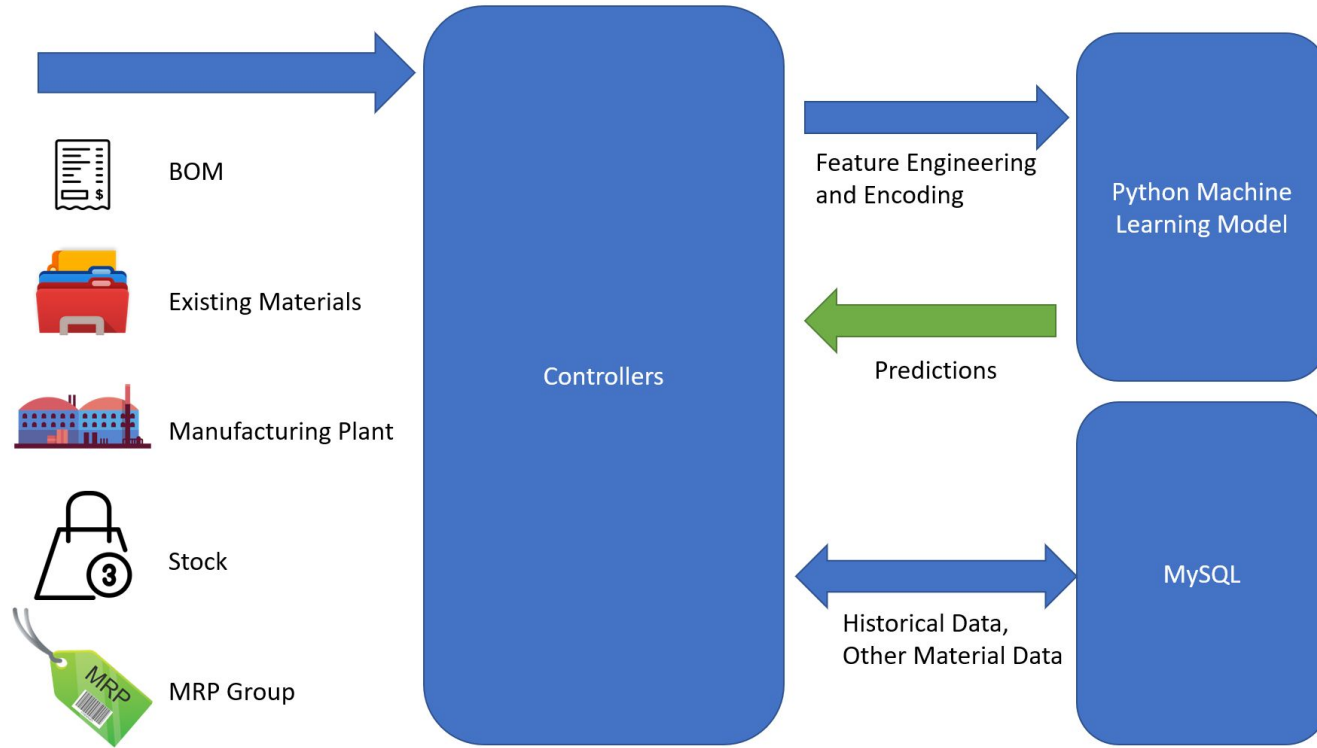 BOM
$
Existing Materials
Manufacturing Plant
3
Stock
MRP
MRP Group
Controllers
Feature Engineering
and Encoding
Predictions
Historical Data,
Other Material Data
Python Machine
Learning Model
MySQL